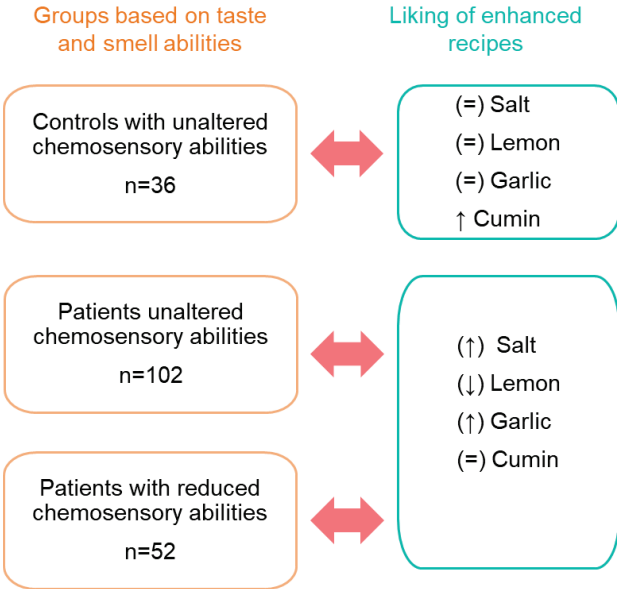 Groups based on taste
and smell abilities
Liking of enhanced
recipes
Controls with unaltered
chemosensory abilities
n=36
(=) Salt
(=) Lemon
(=) Garlic
↑ Cumin
Patients unaltered
chemosensory abilities
n=102
Patients with reduced
chemosensory abilities
n=52
(↑) Salt
(↓) Lemon
(↑) Garlic
(=) Cumin